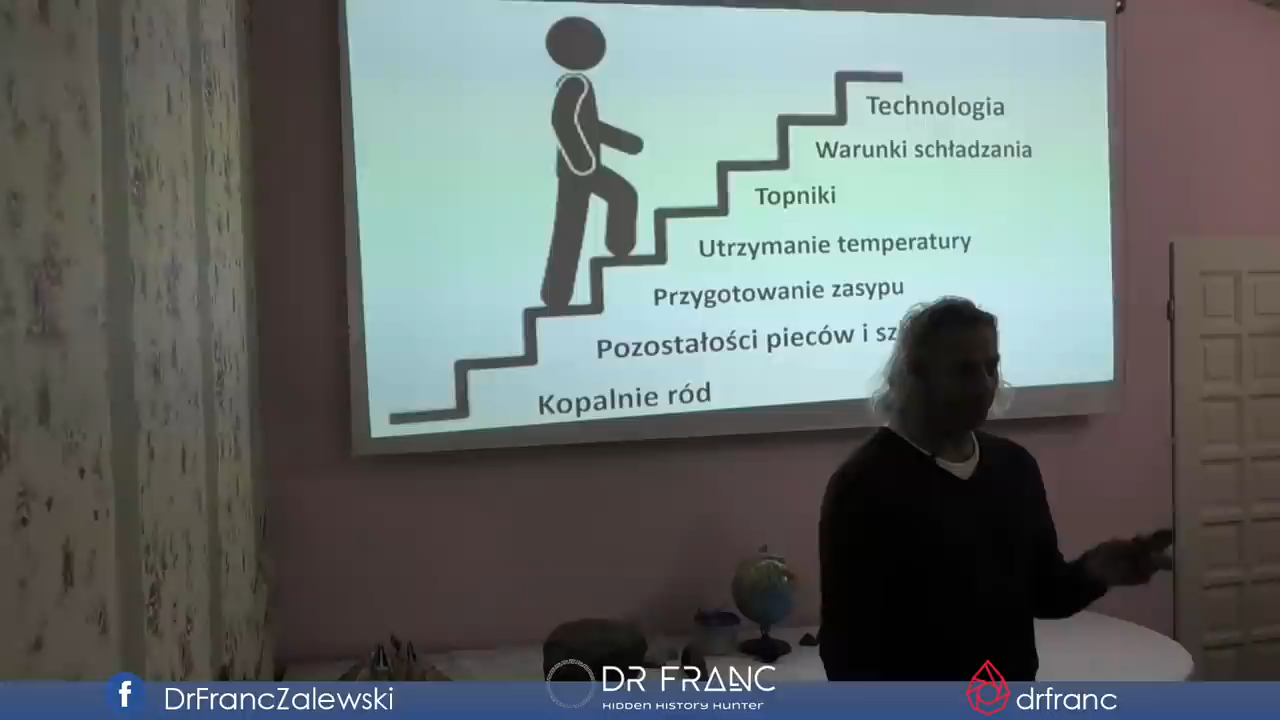 Technologia
Warunki schładzania
Topniki
Utrzymanie temperatury
Przygotowanie zasypu
Pozostałości pieców i
Kopalnie ród
f DrFrancZalewski
DR FRANC
HIDDEN HISTORY HUNTER
drfranc